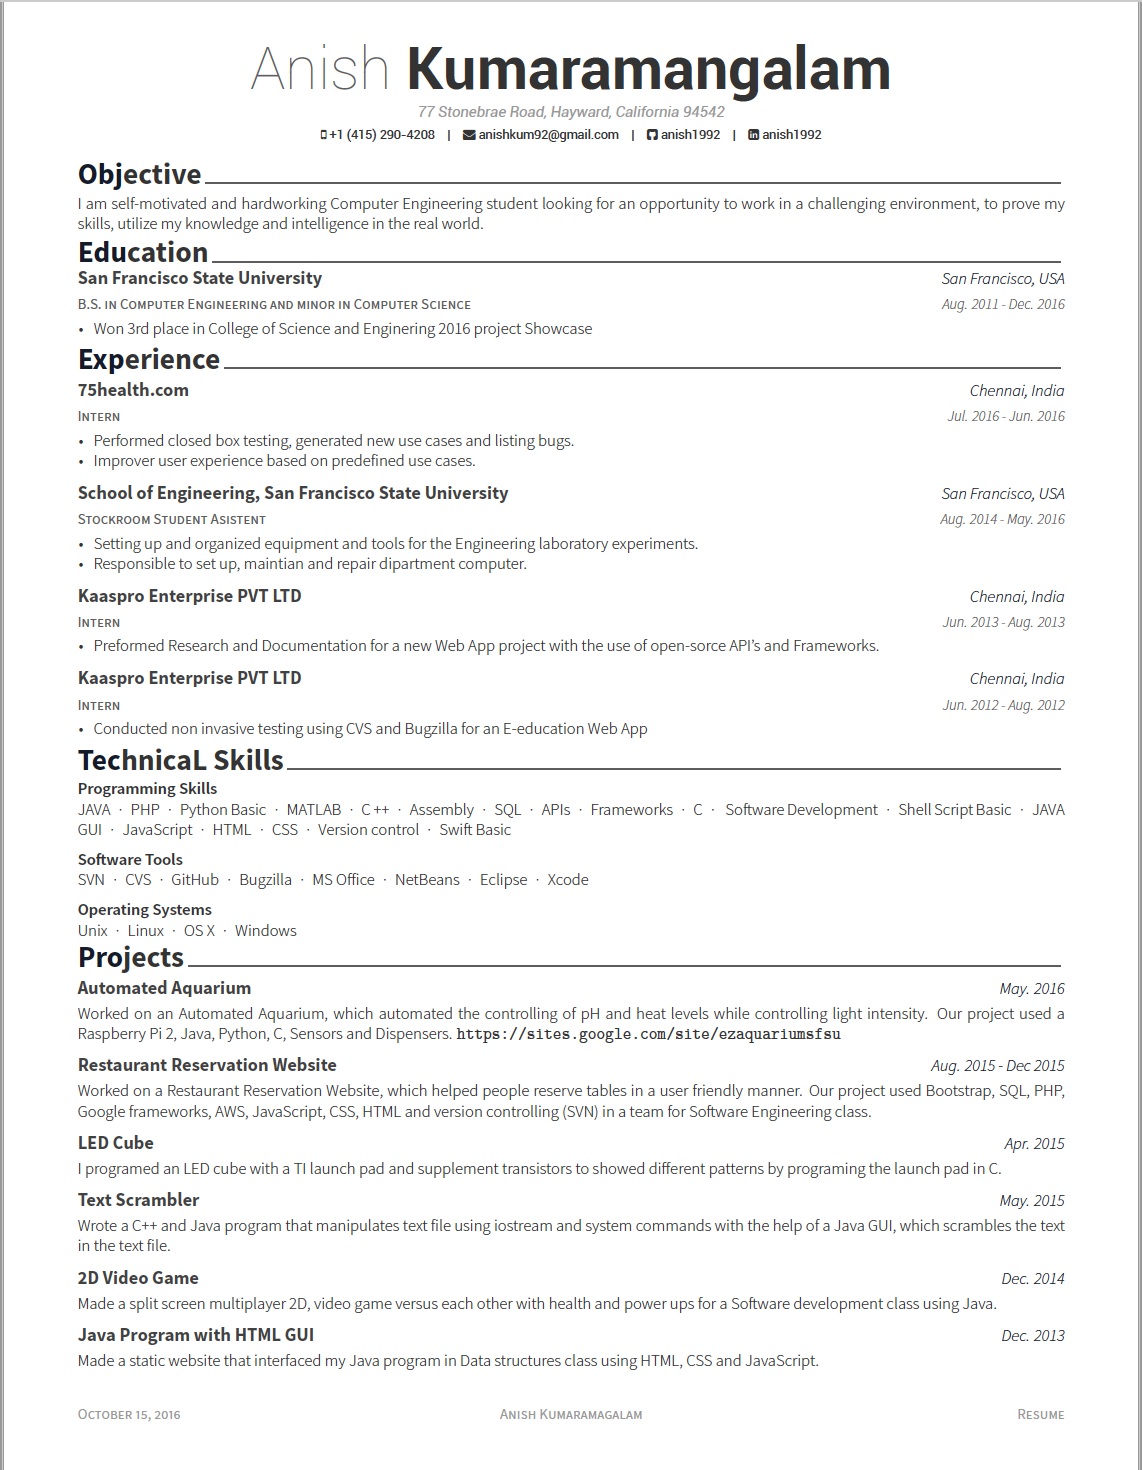 Anish Kumaramangalam
77 Stonebrae Road, Hayward, California 94542
+1 (415) 290-4208 | anishkum92@gmail.com | anish1992 | anish1992
Objective
I am self-motivated and hardworking Computer Engineering student looking for an opportunity to work in a challenging environment, to prove my
skills, utilize my knowledge and intelligence in the real world.
Education
San Francisco State University San Francisco, USA
B.S. in Computer Engineering and minor in Computer Science Aug. 2011 - Dec. 2016
• Won 3rd place in College of Science and Enginering 2016 project Showcase
Experience
75health.com Chennai, India
Intern Jul. 2016 - Jun. 2016
• Performed closed box testing, generated new use cases and listing bugs.
• Improver user experience based on predefined use cases.
School of Engineering, San Francisco State University San Francisco, USA
Stockroom Student Asistent Aug. 2014 - May. 2016
• Setting up and organized equipment and tools for the Engineering laboratory experiments.
• Responsible to set up, maintian and repair dipartment computer.
Kaaspro Enterprise PVT LTD Chennai, India
Intern Jun. 2013 - Aug. 2013
• Preformed Research and Documentation for a new Web App project with the use of open-sorce API's and Frameworks.
Kaaspro Enterprise PVT LTD Chennai, India
Intern Jun. 2012 - Aug. 2012
• Conducted non invasive testing using CVS and Bugzilla for an E-education Web App
TechnicaL Skills
Programming Skills
JAVA · PHP · Python Basic · MATLAB · C ++ · Assembly · SQL · APIs · Frameworks · C · Software Development · Shell Script Basic · JAVA
GUI · JavaScript · HTML · CSS · Version control · Swift Basic
Software Tools
SVN · CVS · GitHub · Bugzilla · MS Office · NetBeans · Eclipse · Xcode
Operating Systems
Unix · Linux · OS X · Windows
Projects
Automated Aquarium May. 2016
Worked on an Automated Aquarium, which automated the controlling of pH and heat levels while controlling light intensity. Our project used a
Raspberry Pi 2, Java, Python, C, Sensors and Dispensers. https://sites.google.com/site/ezaquariumsfsu
Restaurant Reservation Website Aug. 2015 - Dec 2015
Worked on a Restaurant Reservation Website, which helped people reserve tables in a user friendly manner. Our project used Bootstrap, SQL, PHP,
Google frameworks, AWS, JavaScript, CSS, HTML and version controlling (SVN) in a team for Software Engineering class.
LED Cube Apr. 2015
I programed an LED cube with a TI launch pad and supplement transistors to showed different patterns by programing the launch pad in C.
Text Scrambler May. 2015
Wrote a C++ and Java program that manipulates text file using iostream and system commands with the help of a Java GUI, which scrambles the text
in the text file.
2D Video Game Dec. 2014
Made a split screen multiplayer 2D, video game versus each other with health and power ups for a Software development class using Java.
Java Program with HTML GUI Dec. 2013
Made a static website that interfaced my Java program in Data structures class using HTML, CSS and JavaScript.
October 15, 2016 Anish Kumaramagalam Resume